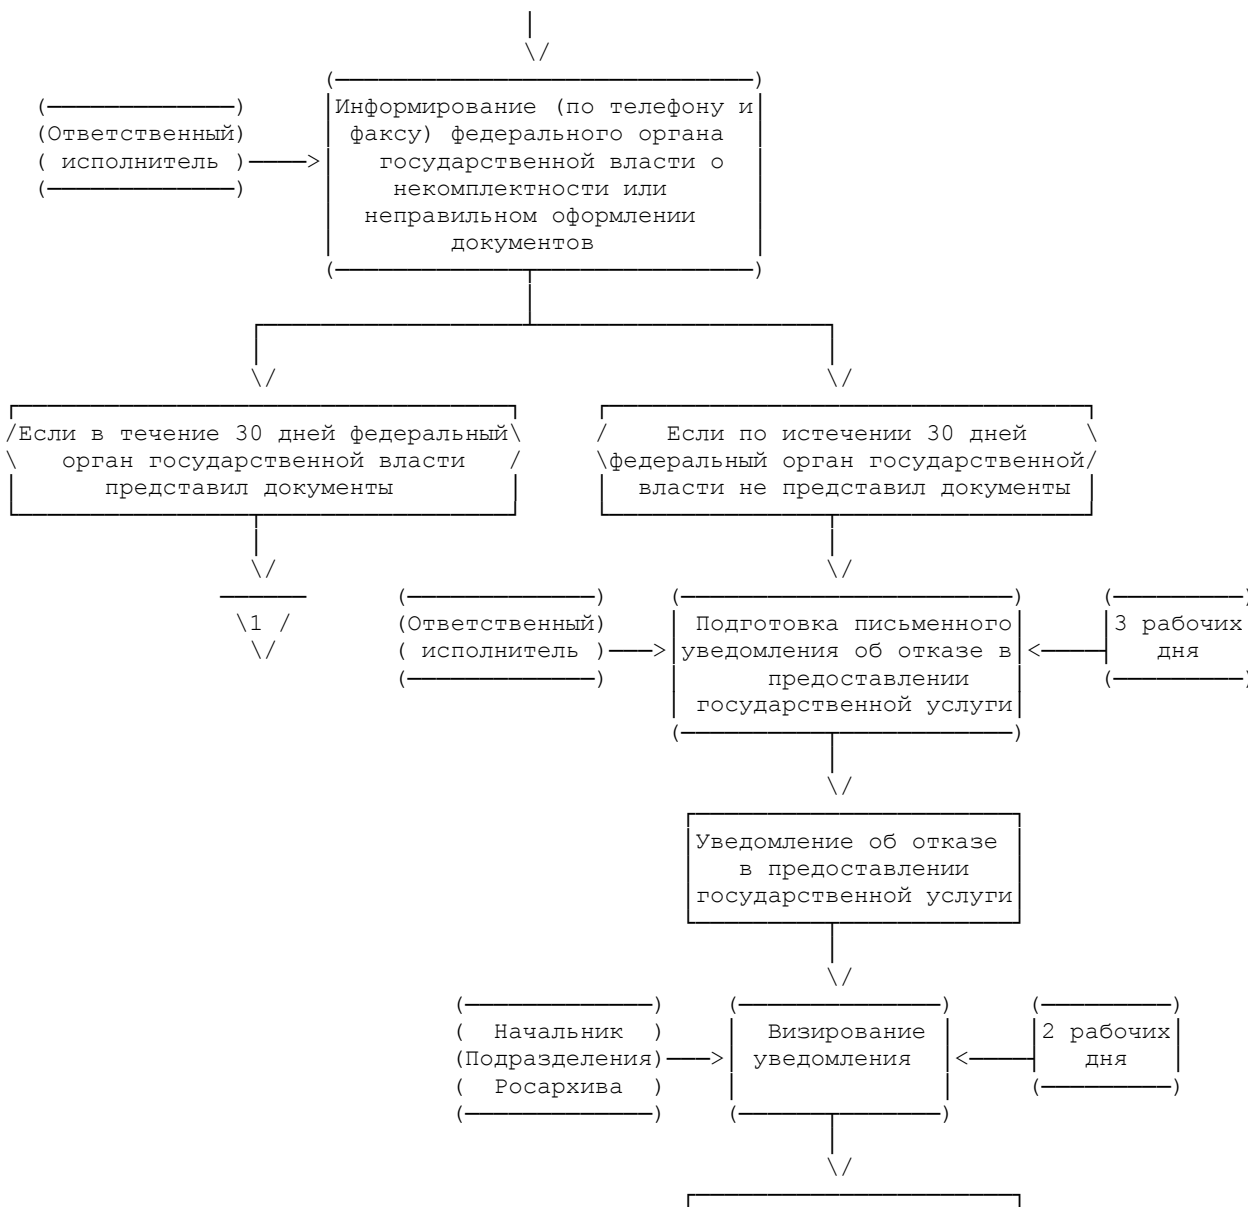 Информирование (по телефону и
(Ответственный)
факсу) федерального органа
( исполнитель )
государственной власти о
некомплектности или
неправильном оформлении
документов
/Если в течение 30 дней федеральный\
\ орган государственной власти /
представил документы
/ Если по истечении 30 дней \
\федеральный орган государственной/
власти не представил документы
\1 /
(Ответственный)
( исполнитель )
Подготовка письменного
уведомления об отказе в
предоставлении
государственной услуги
3 рабочих
дня
Уведомление об отказе
в предоставлении
государственной услуги
( Начальник )
(Подразделения)
( Росархива )
Визирование
уведомления
2 рабочих
дня